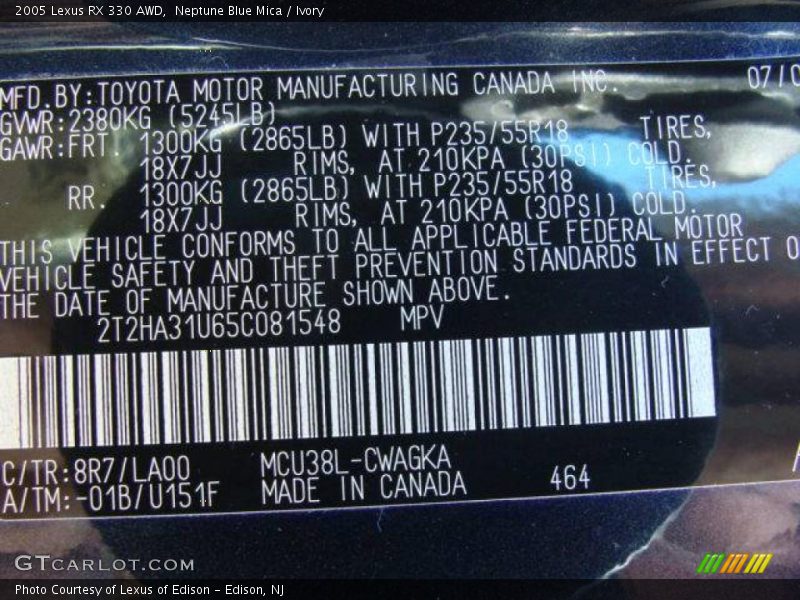 2005 Lexus RX 330 AWD, Neptune Blue Mica / Ivory
MFD.BY:TOYOTA MOTOR MANUFACTURING CANADA INC. 07/0
GVWR:2380KG (5245LB)
GAWR:FRT. 1300KG (2865LB) WITH P235/55R18 TIRES,
18X7JJ RIMS, AT 210KPA (30PSI) COLD.
RR. 1300KG (2865LB) WITH P235/55R18 TIRES,
18X7JJ RIMS, AT 210KPA (30PSI) COLD.
THIS VEHICLE CONFORMS TO ALL APPLICABLE FEDERAL MOTOR
VEHICLE SAFETY AND THEFT PREVENTION STANDARDS IN EFFECT O
THE DATE OF MANUFACTURE SHOWN ABOVE.
2T2HA31U65C081548 MPV
C/TR:8R7/LA00 MCU38L-CWAGKA
A/TM:-01B/U151F MADE IN CANADA 464
GTCARLOT.COM
Photo Courtesy of Lexus of Edison - Edison, NJ